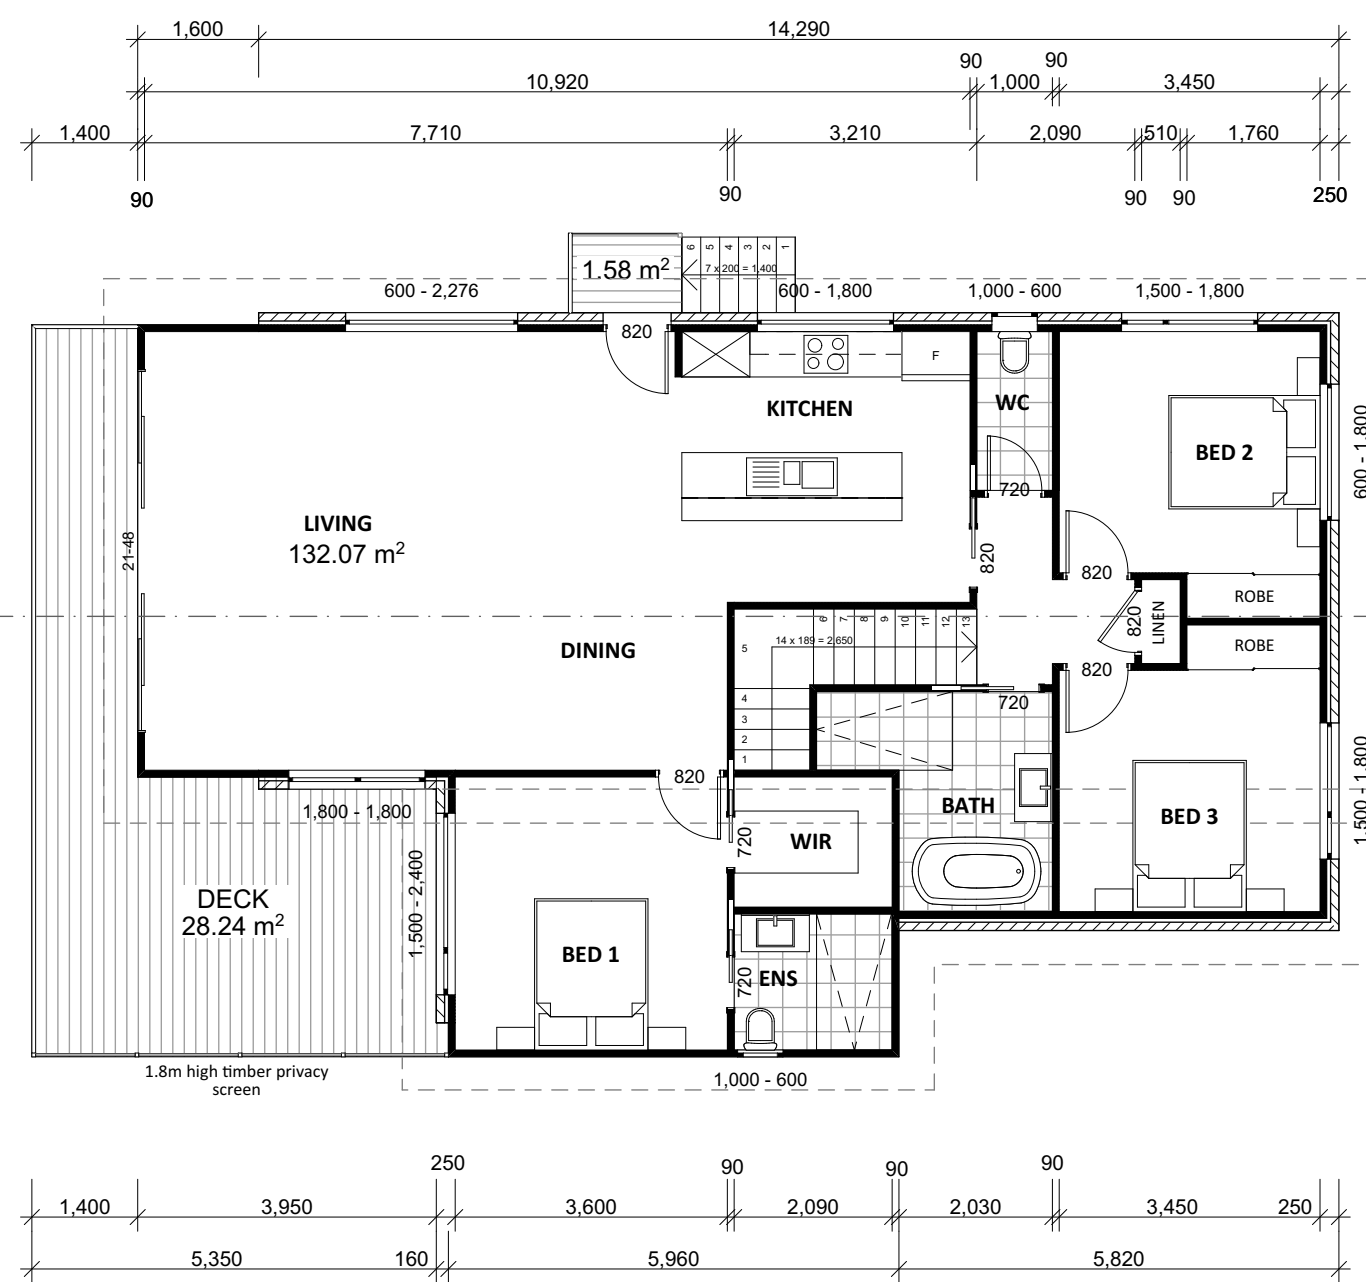 1,600 14,290
90 90
10,920 1,000 3,450
1,400 7,710 3,210 2,090 510 1,760
90 90 90 90 250
6 5 4 3 2 1
1.58 m²
7 x 200 = 1,400
600 - 2,276 600 - 1,800 1,000 - 600 1,500 - 1,800
820
F
KITCHEN
WC
BED 2
600 - 1,800
720
LIVING
132.07 m²
21-48
820
820
ROBE
LINEN
820
6 7 8 9 10 11 12 13
14 x 189 = 2,650
5
DINING
ROBE
820
4
3
2
1
720
820
1,800 - 1,800
BATH
WIR
720
BED 3
1,500 - 1,800
1,500 - 2,400
DECK
28.24 m²
BED 1
ENS
720
1.8m high timber privacy
screen
1,000 - 600
250 90 90 90
1,400 3,950 3,600 2,090 2,030 3,450 250
5,350 160 5,960 5,820